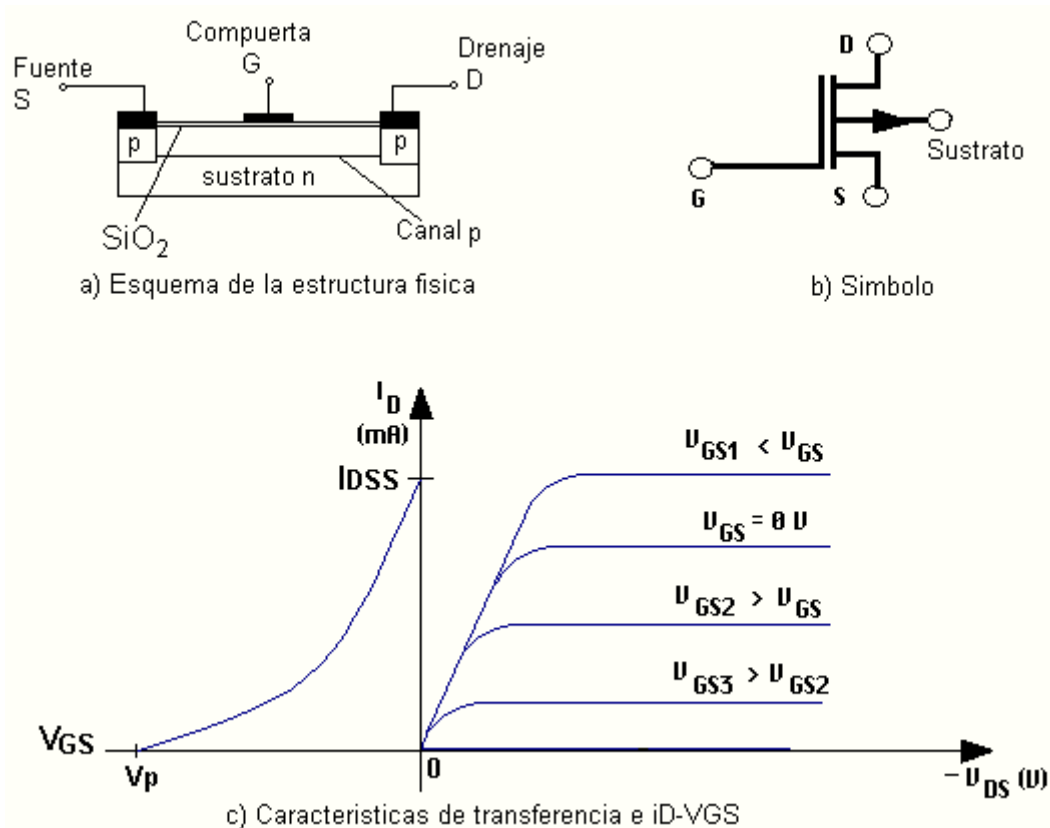 Fuente
S
Compuerta
G
Drenaje
D
p
p
sustrato n
SiO2
Canal p
a) Esquema de la estructura fisica
D
Sustrato
G
S
b) Simbolo
ID
(mA)
IDSS
VGS1 < VGS
VGS = 0 V
VGS2 > VGS
VGS3 > VGS2
VGS
Vp
0
- VDS (V)
c) Caracteristicas de transferencia e iD-VGS